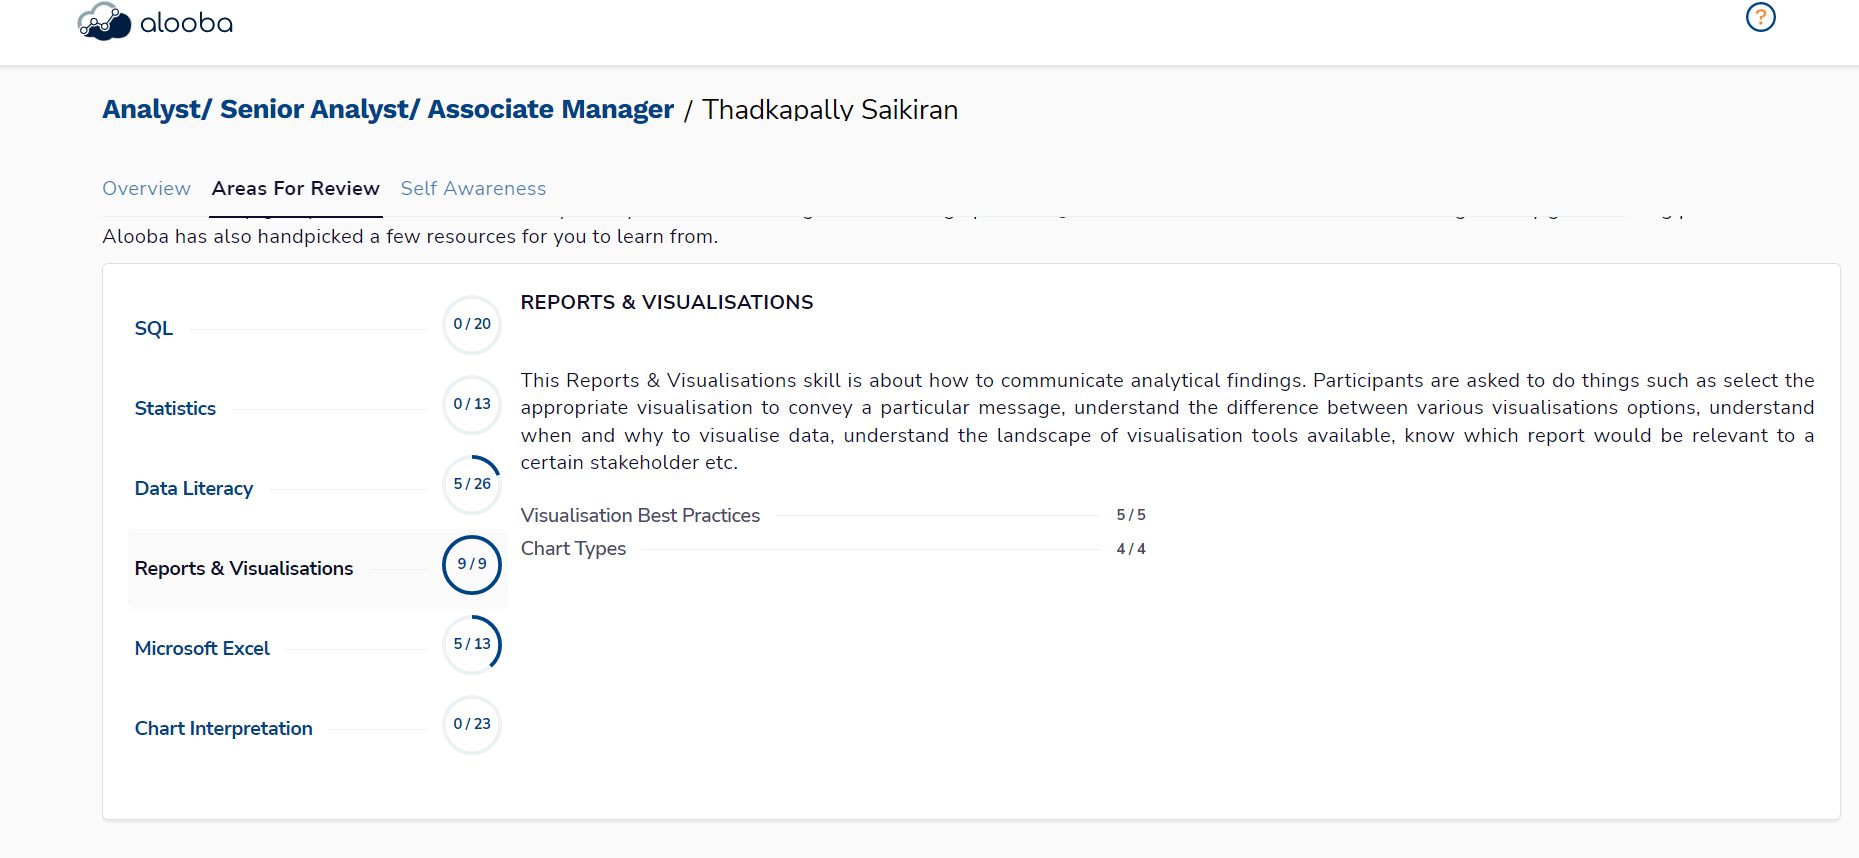 alooba
?
Analyst/ Senior Analyst/ Associate Manager / Thadkapally Saikiran
Overview Areas For Review Self Awareness
Alooba has also handpicked a few resources for you to learn from.
SQL 0 / 20
Statistics 0 / 13
Data Literacy 5 / 26
Reports & Visualisations 9 / 9
Microsoft Excel 5 / 13
Chart Interpretation 0 / 23
REPORTS & VISUALISATIONS
This Reports & Visualisations skill is about how to communicate analytical findings. Participants are asked to do things such as select the
appropriate visualisation to convey a particular message, understand the difference between various visualisations options, understand
when and why to visualise data, understand the landscape of visualisation tools available, know which report would be relevant to a
certain stakeholder etc.
Visualisation Best Practices 5 / 5
Chart Types 4 / 4